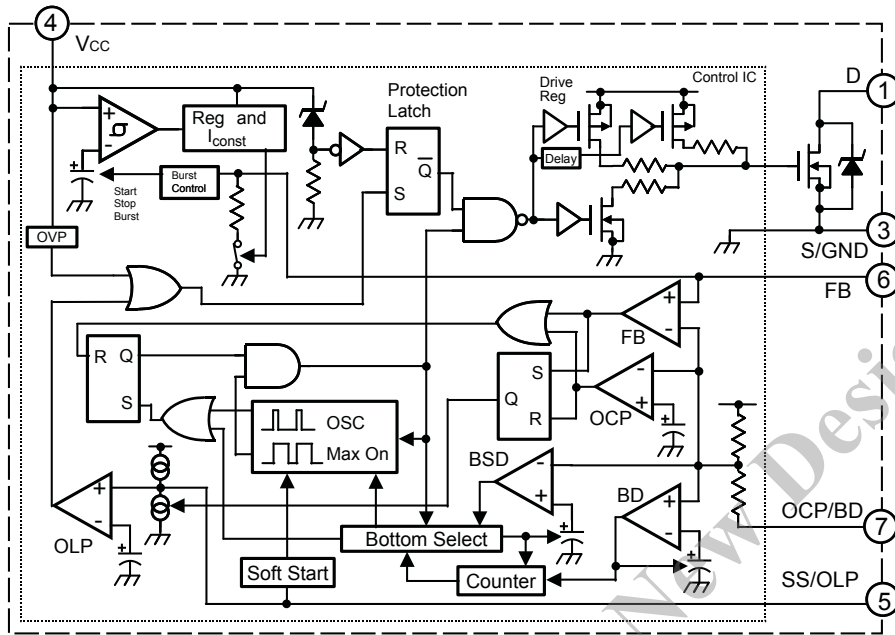 4
VCC
Control IC
D
1
Protection
Latch
Drive
Reg
Reg and
Iconst
R
Q
S
Delay
Burst
Control
Start
Stop
Burst
OVP
3
S/GND
6
FB
FB
R Q
S
S
Q
R
OCP
OSC
Max On
BSD
BD
OCP/BD
7
OLP
Bottom Select
Soft Start
Counter
SS/OLP
5
New Desi